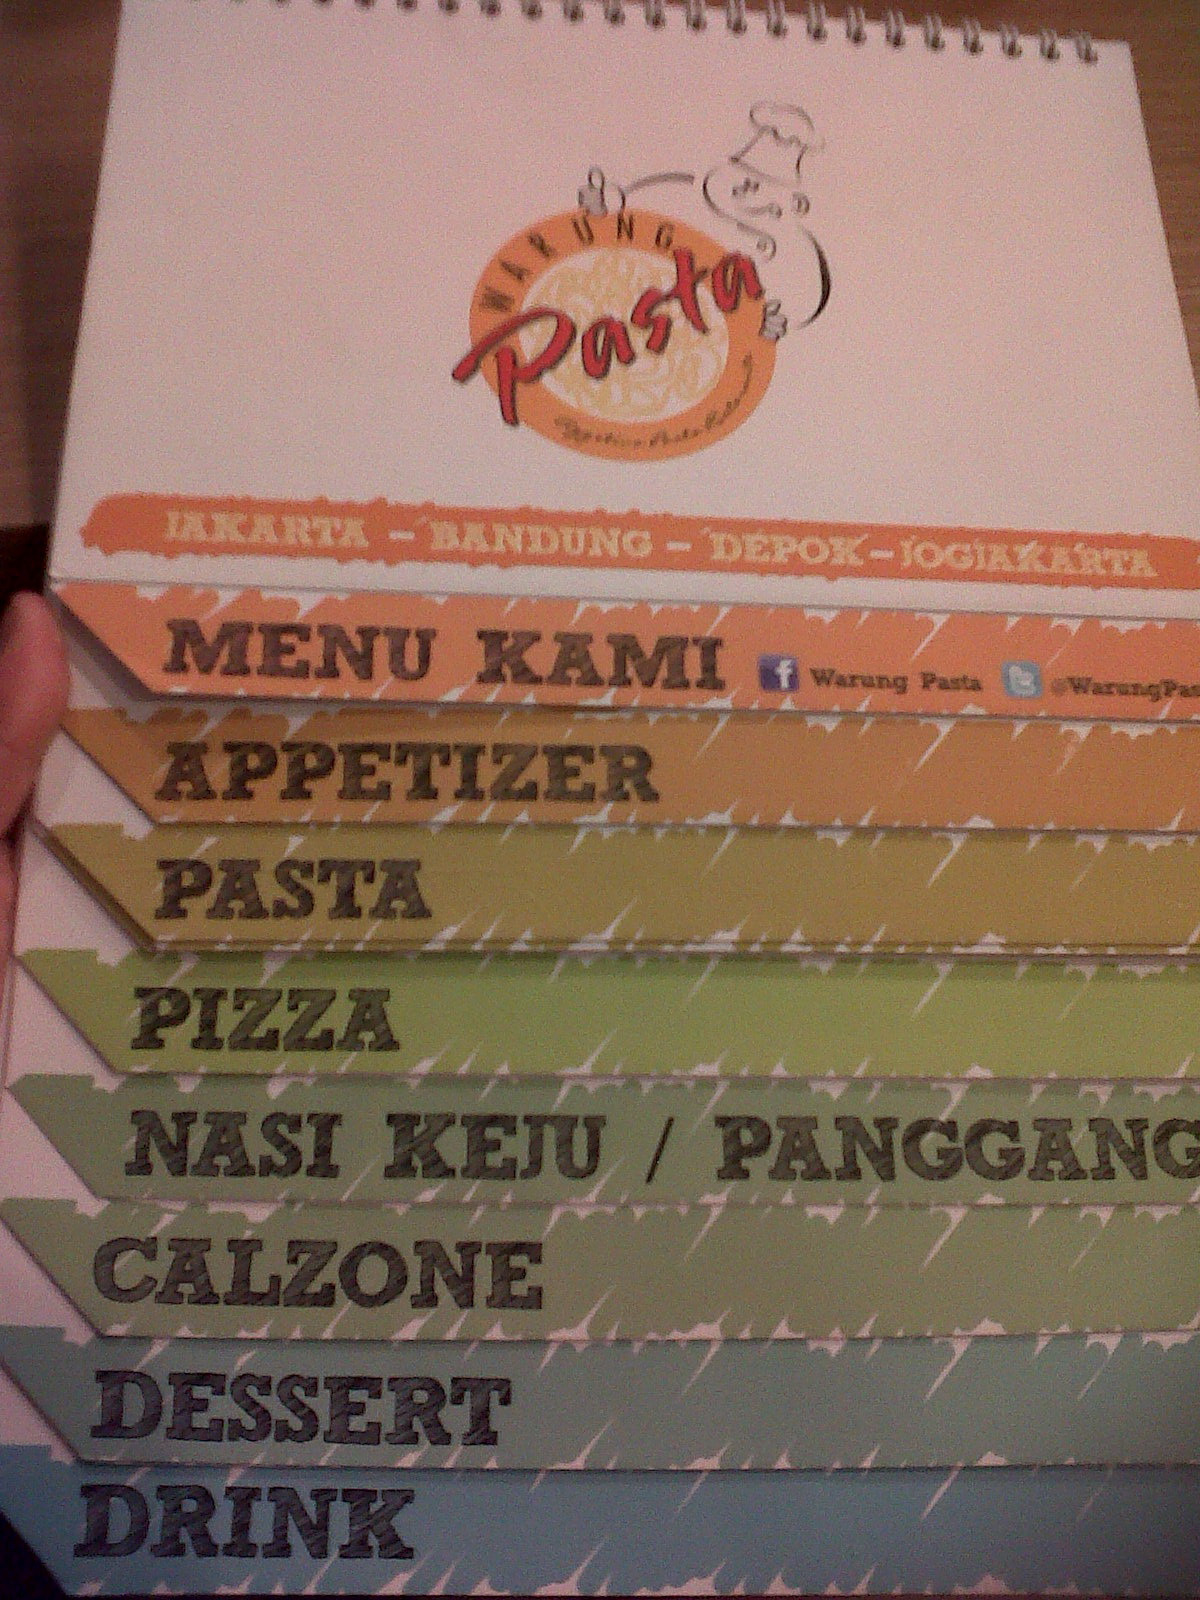 WARUNG
Pasta
JAKARTA - BANDUNG - DEPOK - JOGJAKARTA
MENU KAMI Warung Pasta
APPETIZER
PASTA
PIZZA
NASI KEJU / PANGGANG
CALZONE
DESSERT
DRINK